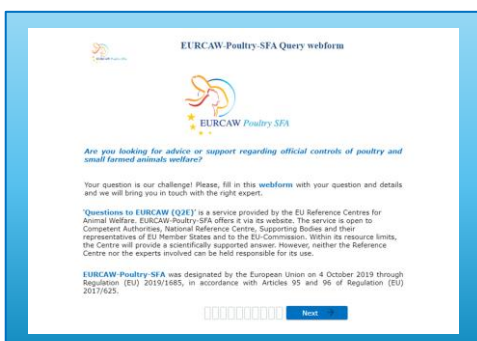 EURCAW-Poultry-SFA Query webform
EURCAW Poultry SFA
Are you looking for advice or support regarding official controls of poultry and
small farmed animals welfare?
Your question is our challenge! Please, fill in this webform with your question and details
and we will bring you in touch with the right expert.
'Questions to EURCAW (Q2E)' is a service provided by the EU Reference Centres for
Animal Welfare. EURCAW-Poultry-SFA offers it via its website. The service is open to
Competent Authorities, National Reference Centre, Supporting Bodies and their
representatives of EU Member States and to the EU-Commission. Within its resource limits,
the Centre will provide a scientifically supported answer. However, neither the Reference
Centre nor the experts involved can be held responsible for its use.
EURCAW-Poultry-SFA was designated by the European Union on 4 October 2019 through
Regulation (EU) 2019/1685, in accordance with Articles 95 and 96 of Regulation (EU)
2017/625.
Next